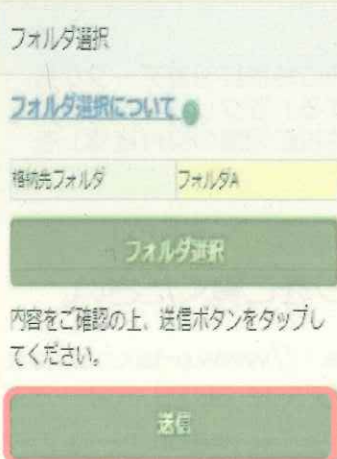 フォルダ選択
フォルダ選択について
格納先フォルダ フォルダA
フォルダ選択
内容をご確認の上、送信ボタンをタップし
てください。
送信